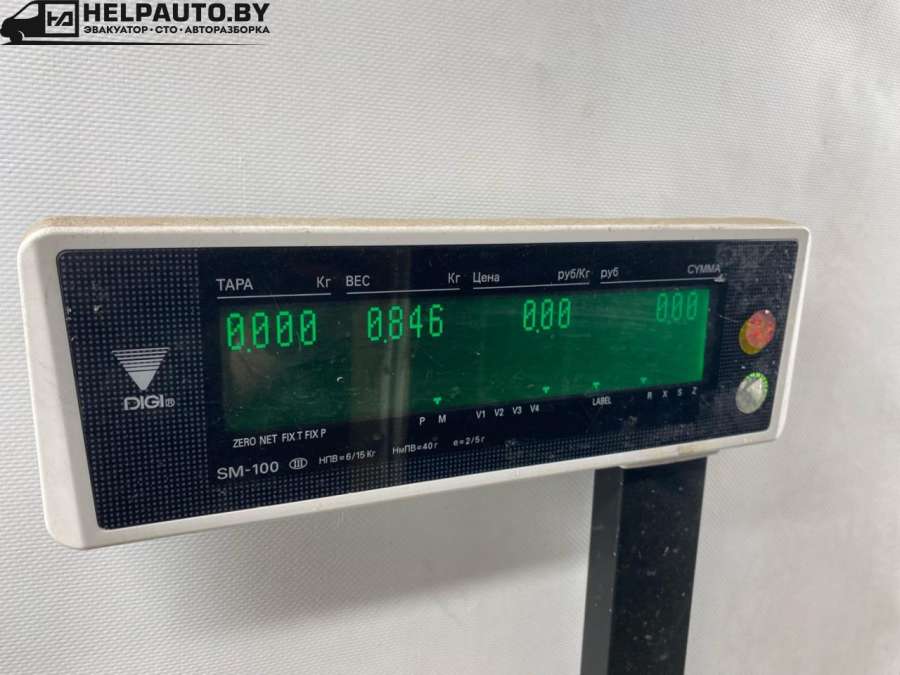 HELPAUTO.BY
ЭВАКУАТОР · СТО · АВТОРАЗБОРКА
ТАРА Кг ВЕС Кг Цена руб/Кг руб СУММА
0.000 0.846 0.00 0.00
DIGI®
P M V1 V2 V3 V4 LABEL R X S Z
ZERO NET FIX T FIX P
SM-100 III НПВ=6/15 Кг НмПВ=40 г e=2/5 г